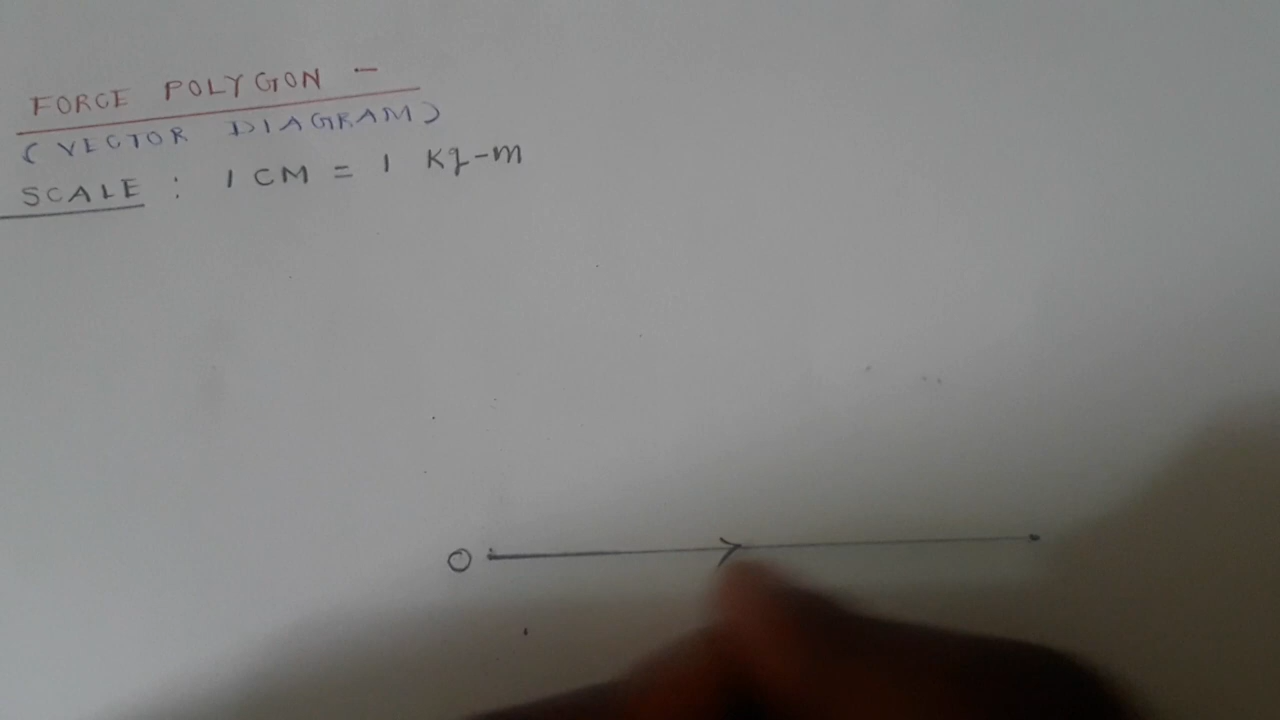 FORCE POLYGON -
(VECTOR DIAGRAM)
SCALE : 1 CM = 1 Kg-m
O